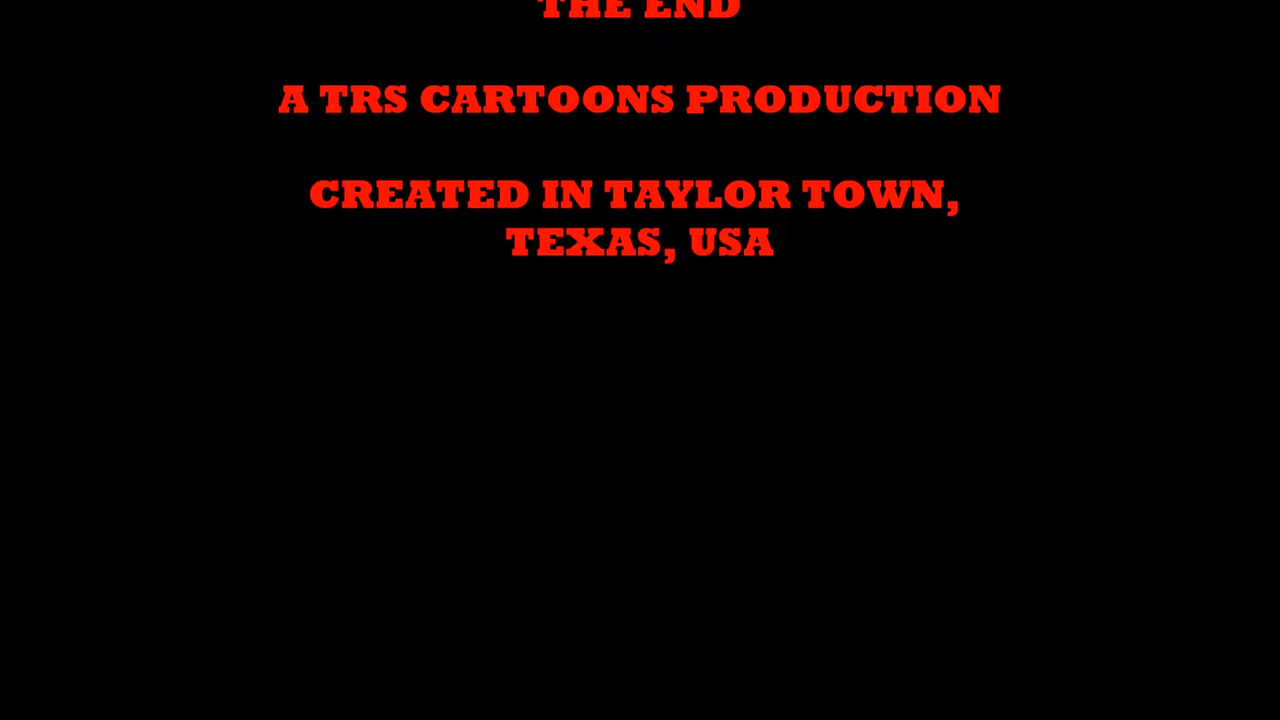 THE END
A TRS CARTOONS PRODUCTION
CREATED IN TAYLOR TOWN,
TEXAS, USA